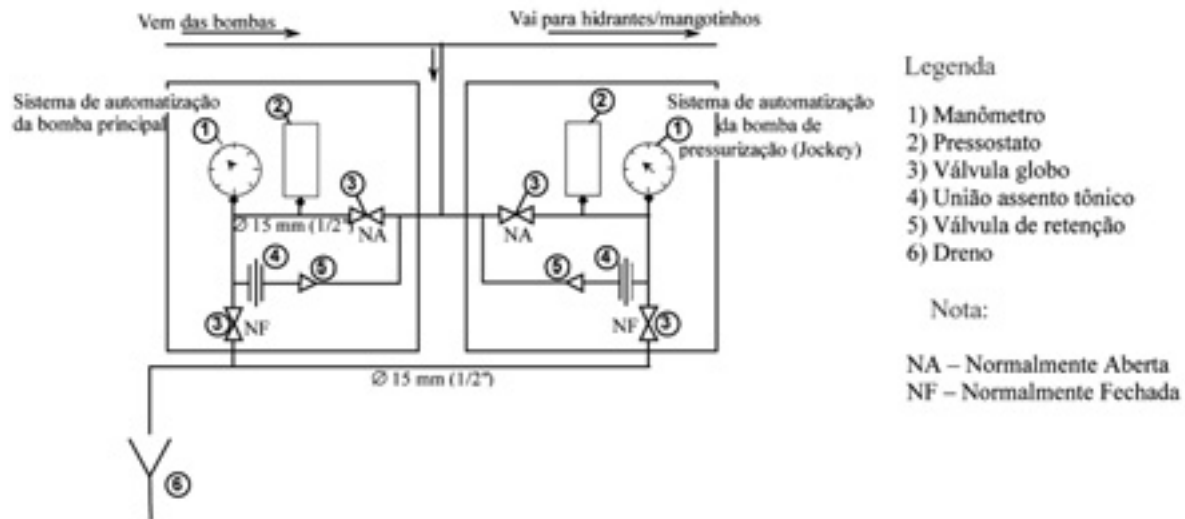 Vem das bombas
Vai para hidrantes/mangotinhos
Sistema de automatização
da bomba principal
1
2
2
Sistema de automatização
da bomba de
pressurização (Jockey)
1
3
3
Ø 15 mm (1/2")
NA
NA
4
5
5
4
3
NF
NF
3
Ø 15 mm (1/2")
6
Legenda
1) Manômetro
2) Pressostato
3) Válvula globo
4) União assento tônico
5) Válvula de retenção
6) Dreno
Nota:
NA – Normalmente Aberta
NF – Normalmente Fechada